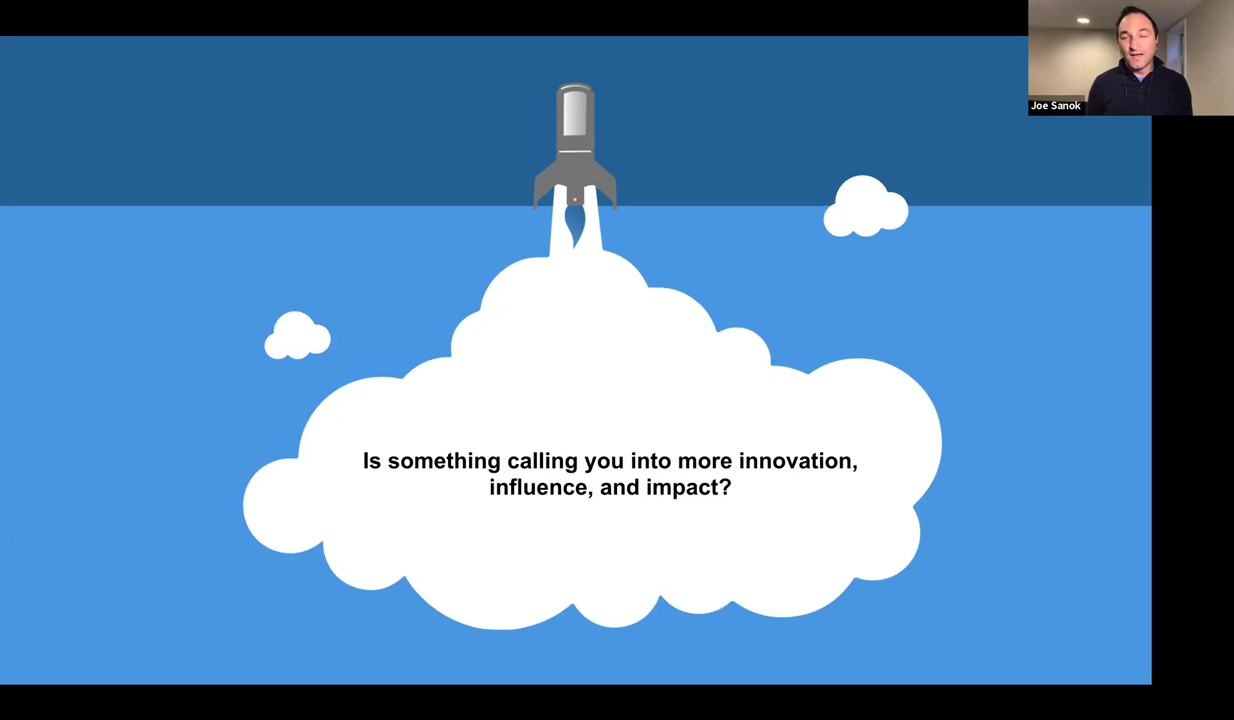 Joe Sanok
Is something calling you into more innovation,
influence, and impact?